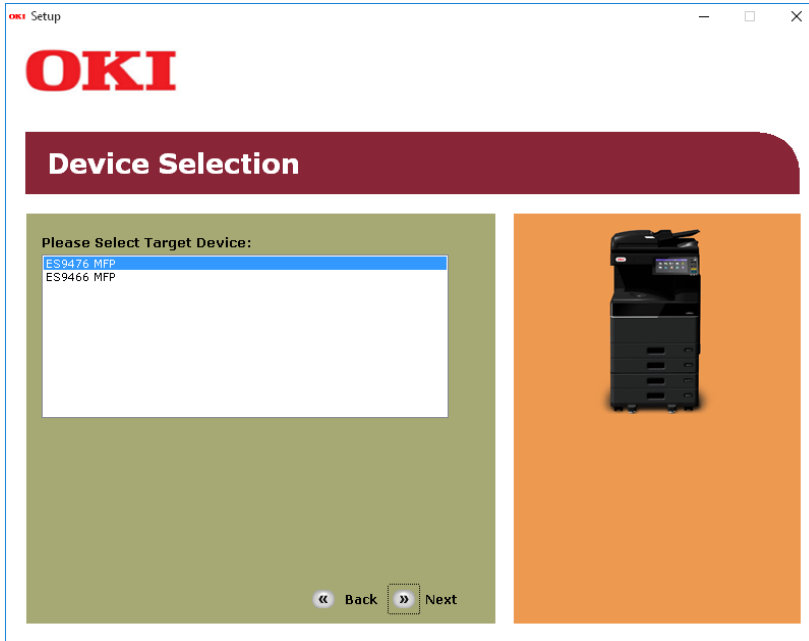 OKI Setup
OKI
Device Selection
Please Select Target Device:
ES9476 MFP
ES9466 MFP
« Back » Next